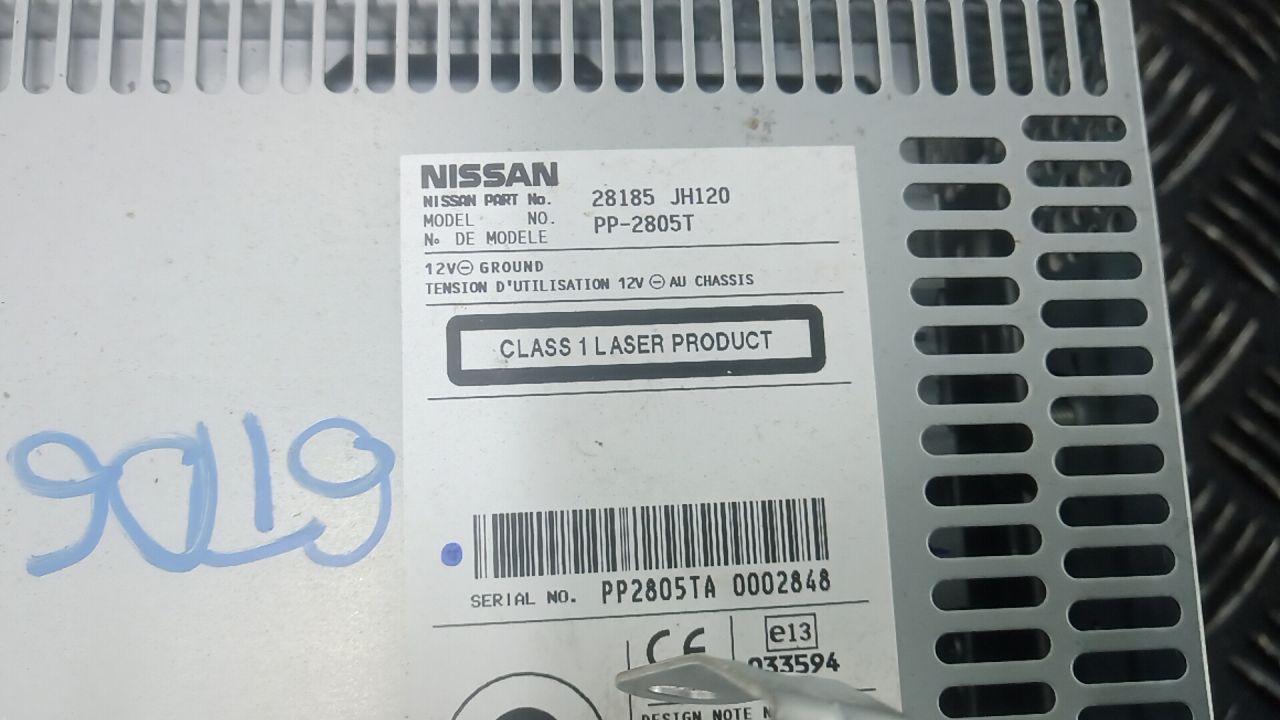 NISSAN
NISSAN PART No. 28185 JH120
MODEL NO. PP-2805T
No DE MODELE
12V⊖ GROUND
TENSION D'UTILISATION 12V ⊖ AU CHASSIS
CLASS 1 LASER PRODUCT
SERIAL NO. PP2805TA 0002848
CE e13
033594
DESIGN NOTE